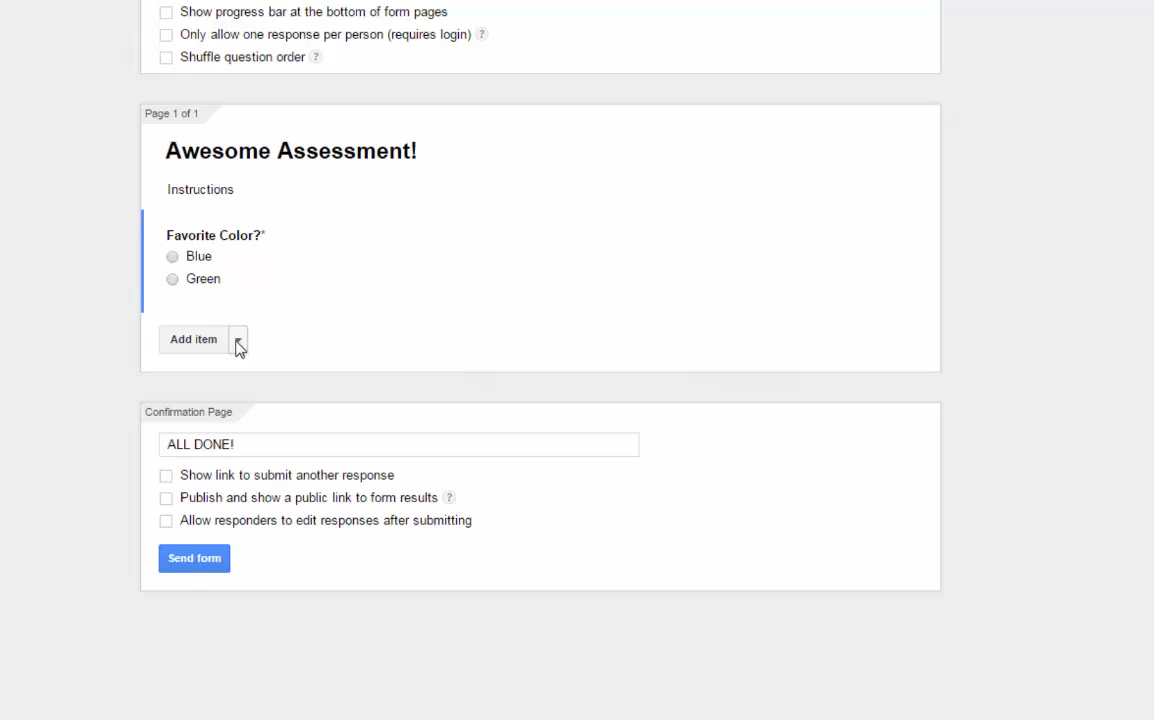 Show progress bar at the bottom of form pages
Only allow one response per person (requires login) ?
Shuffle question order ?
Page 1 of 1
Awesome Assessment!
Instructions
Favorite Color?*
Blue
Green
Add item
Confirmation Page
ALL DONE!
Show link to submit another response
Publish and show a public link to form results ?
Allow responders to edit responses after submitting
Send form